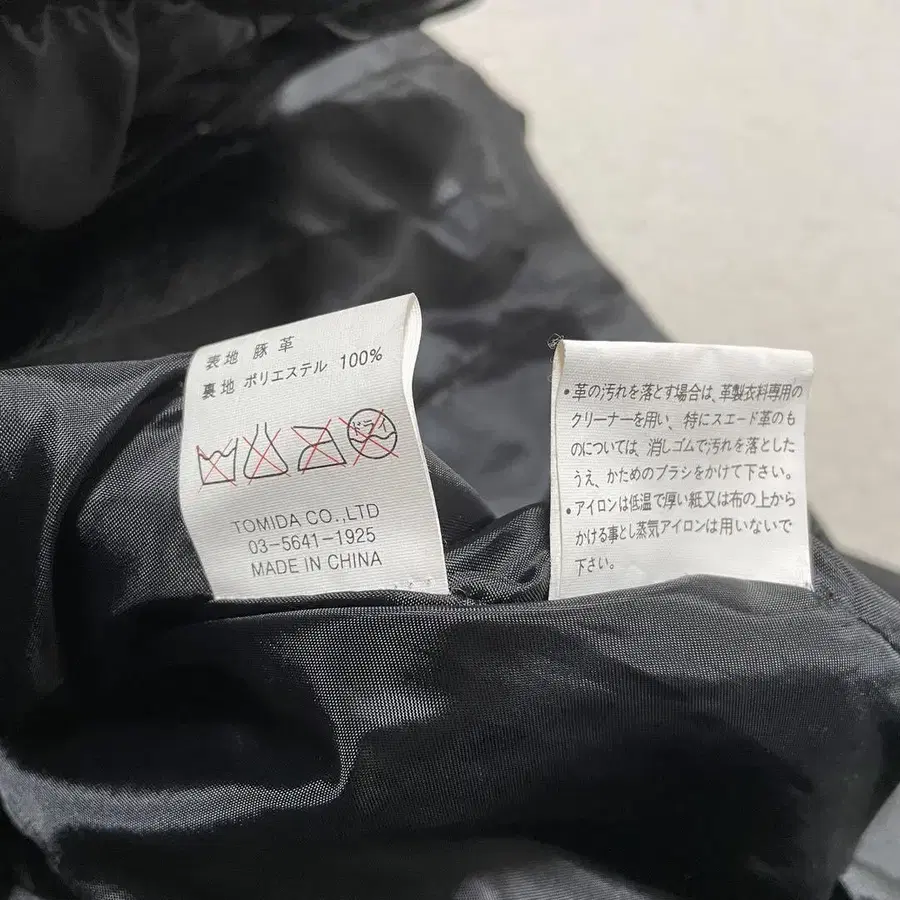 表地 豚革
裏地 ポリエステル 100%
ドライ
TOMIDA CO.,LTD
03-5641-1925
MADE IN CHINA
•革の汚れを落とす場合は、革製衣料専用の
クリーナーを用い、特にスエード革のも
のについては、消しゴムで汚れを落とした
うえ、かためのブラシをかけて下さい。
•アイロンは低温で厚い紙又は布の上から
かける事とし蒸気アイロンは用いないで
下さい。